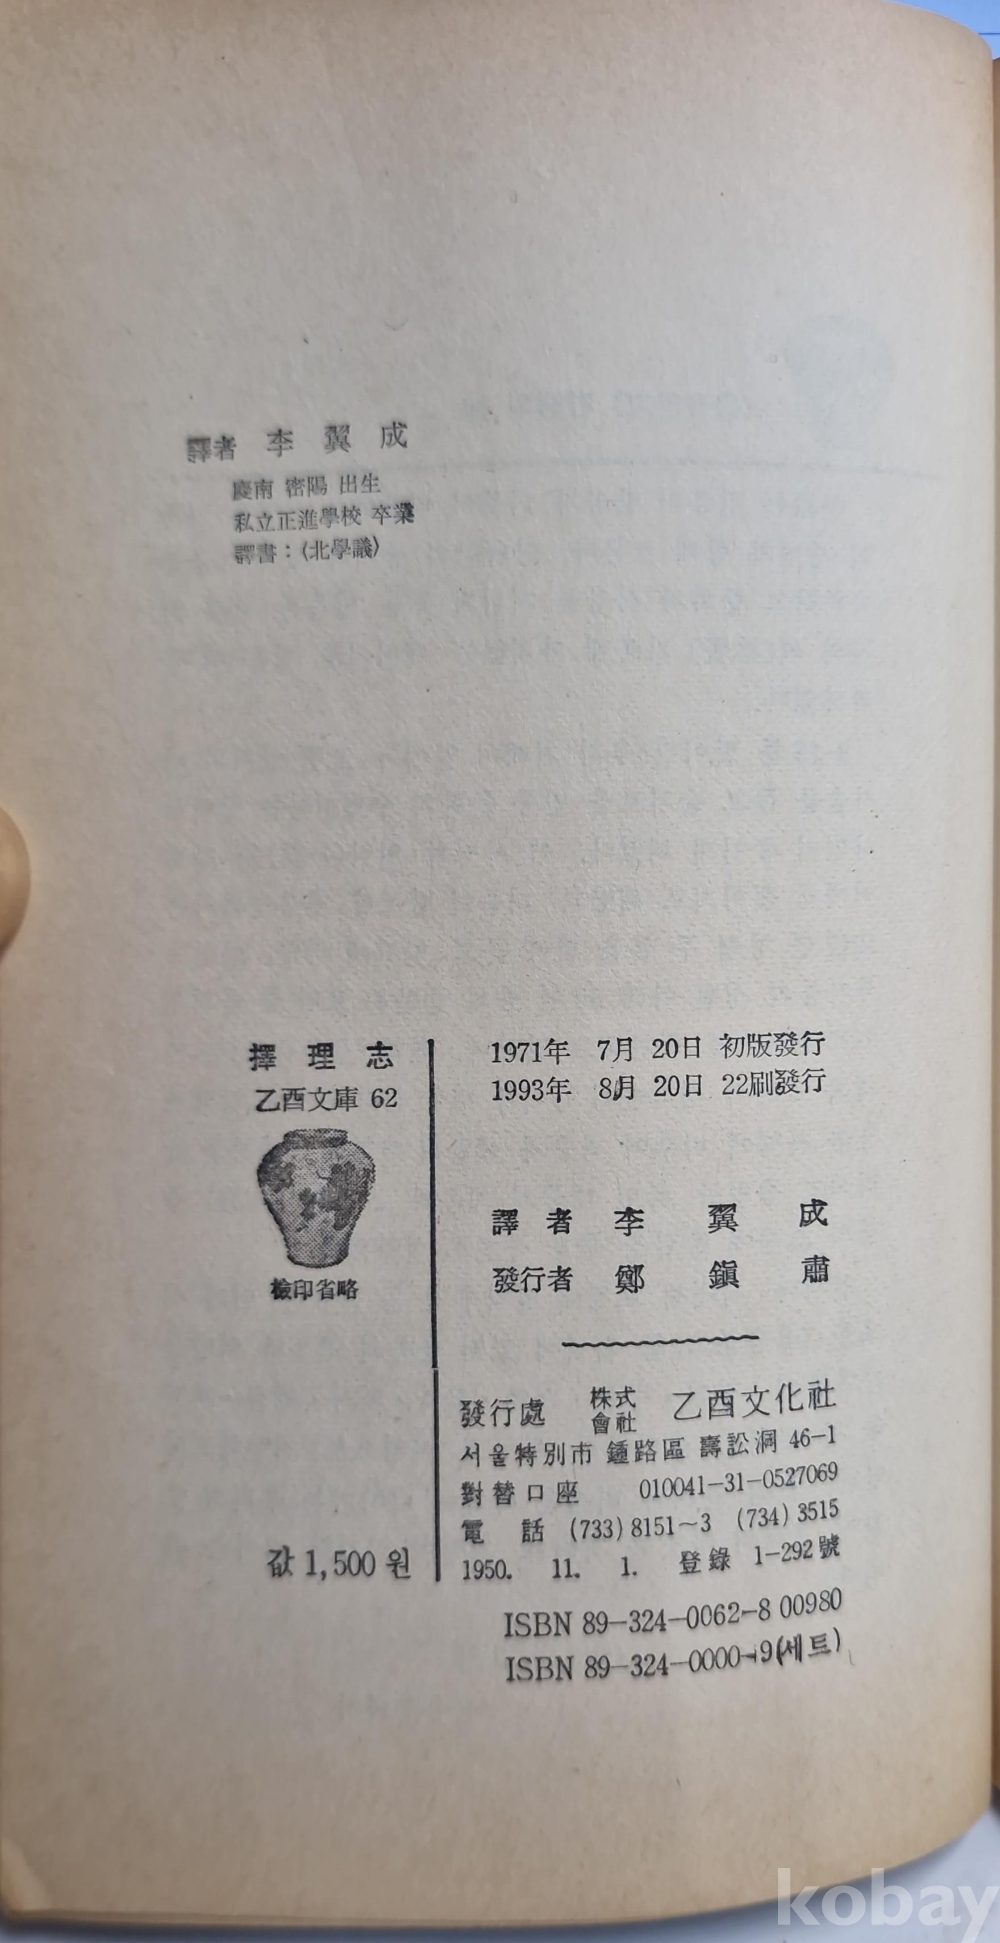 譯者 李翼成
慶南 密陽 出生
私立正進學校 卒業
譯書：〈北學議〉
擇理志
乙酉文庫 62
檢印省略
값 1,500 원
1971年 7月 20日 初版發行
1993年 8月 20日 22刷發行
譯者 李翼成
發行者 鄭鎭肅
發行處 株式會社 乙酉文化社
서울特別市 鍾路區 壽訟洞 46-1
對替口座 010041-31-0527069
電話 (733) 8151~3 (734) 3515
1950. 11. 1. 登錄 1-292號
ISBN 89-324-0062-8 00980
ISBN 89-324-0000-9(세트)
kobay